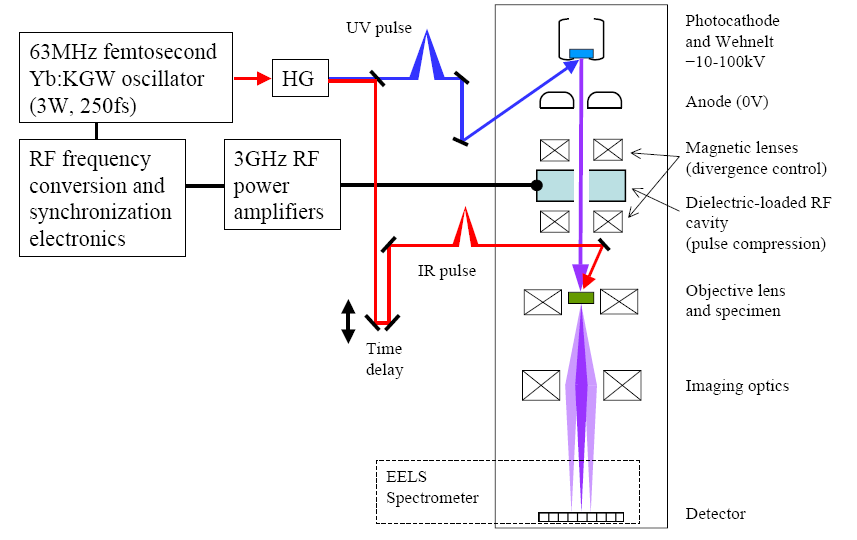 UV pulse
63MHz femtosecond
Yb:KGW oscillator
(3W, 250fs)
HG
RF frequency
conversion and
synchronization
electronics
3GHz RF
power
amplifiers
IR pulse
Time
delay
Photocathode
and Wehnelt
−10-100kV
Anode (0V)
Magnetic lenses
(divergence control)
Dielectric-loaded RF
cavity
(pulse compression)
Objective lens
and specimen
Imaging optics
EELS
Spectrometer
Detector